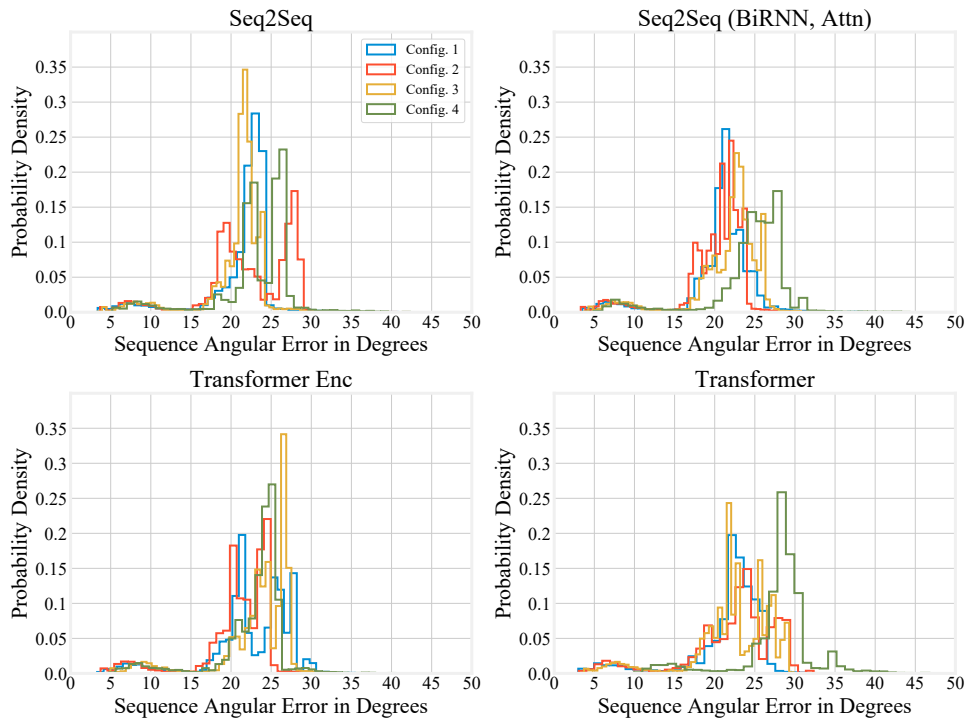 Seq2Seq
Seq2Seq (BiRNN, Attn)
Probability Density
0.35
0.3
0.25
0.2
0.15
0.1
0.05
0.0
Config. 1
Config. 2
Config. 3
Config. 4
0 5 10 15 20 25 30 35 40 45 50
Sequence Angular Error in Degrees
Probability Density
0.35
0.3
0.25
0.2
0.15
0.1
0.05
0.0
0 5 10 15 20 25 30 35 40 45 50
Sequence Angular Error in Degrees
Transformer Enc
Transformer
Probability Density
0.35
0.3
0.25
0.2
0.15
0.1
0.05
0.0
0 5 10 15 20 25 30 35 40 45 50
Sequence Angular Error in Degrees
Probability Density
0.35
0.3
0.25
0.2
0.15
0.1
0.05
0.0
0 5 10 15 20 25 30 35 40 45 50
Sequence Angular Error in Degrees